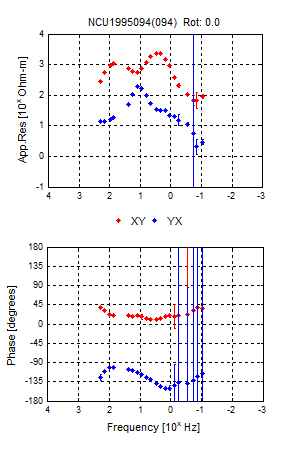 NCU1995094(094) Rot: 0.0
App.Res [10^x Ohm-m]
4
3
2
1
0
-1
4 3 2 1 0 -1 -2 -3
XY YX
Phase [degrees]
180
135
90
45
0
-45
-90
-135
-180
4 3 2 1 0 -1 -2 -3
Frequency [10^x Hz]